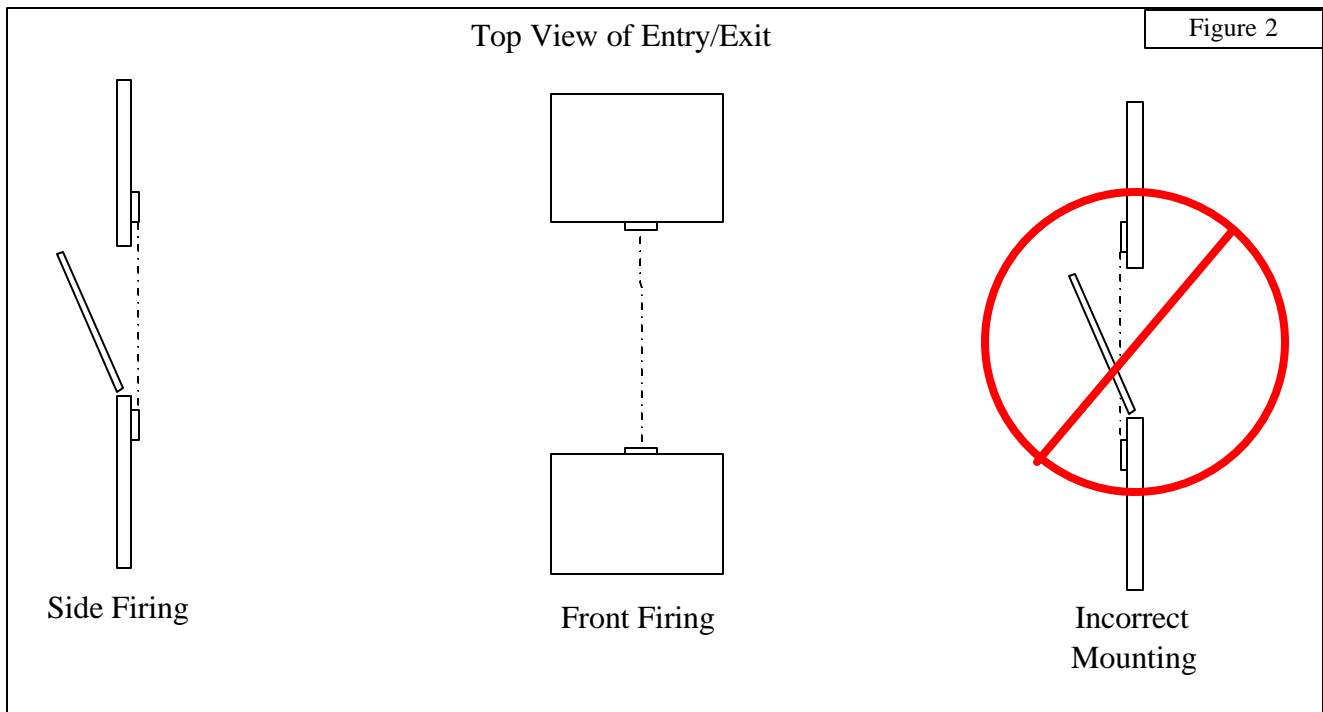 Top View of Entry/Exit
Figure 2
Side Firing
Front Firing
Incorrect
Mounting